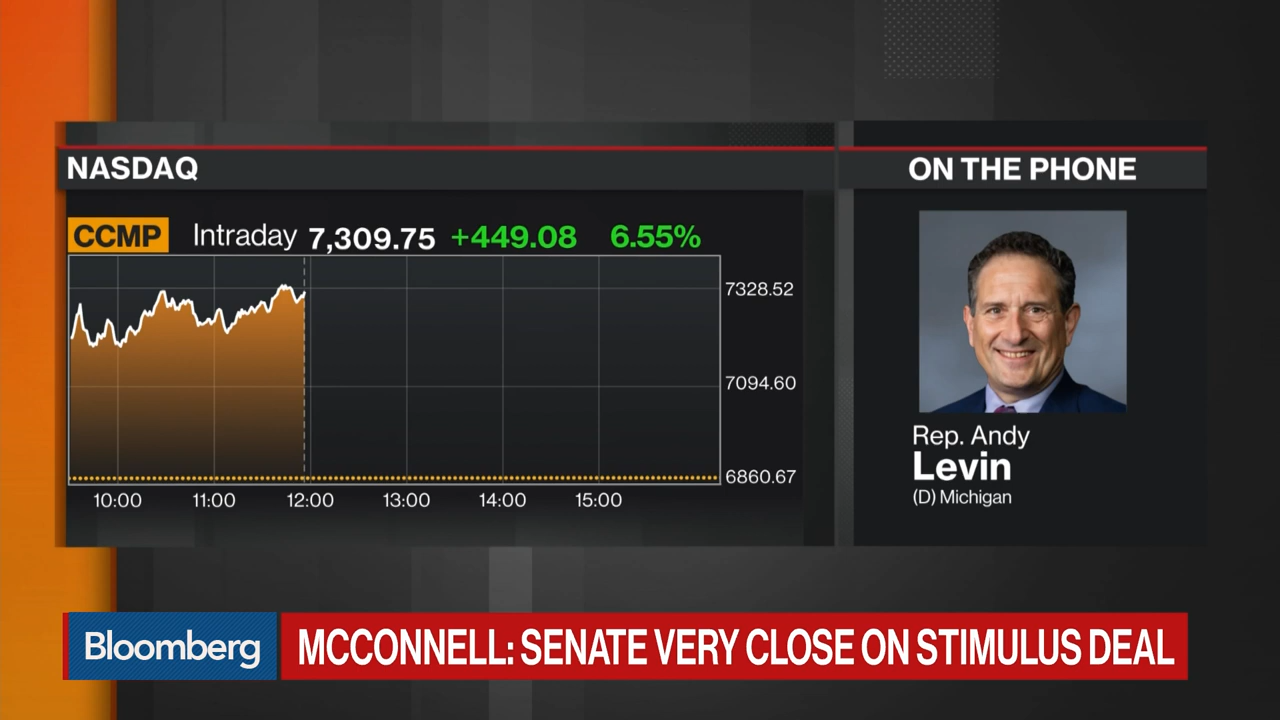 NASDAQ
CCMP Intraday 7,309.75 +449.08 6.55%
7328.52
7094.60
6860.67
10:00 11:00 12:00 13:00 14:00 15:00
ON THE PHONE
Rep. Andy
Levin
(D) Michigan
Bloomberg
MCCONNELL: SENATE VERY CLOSE ON STIMULUS DEAL